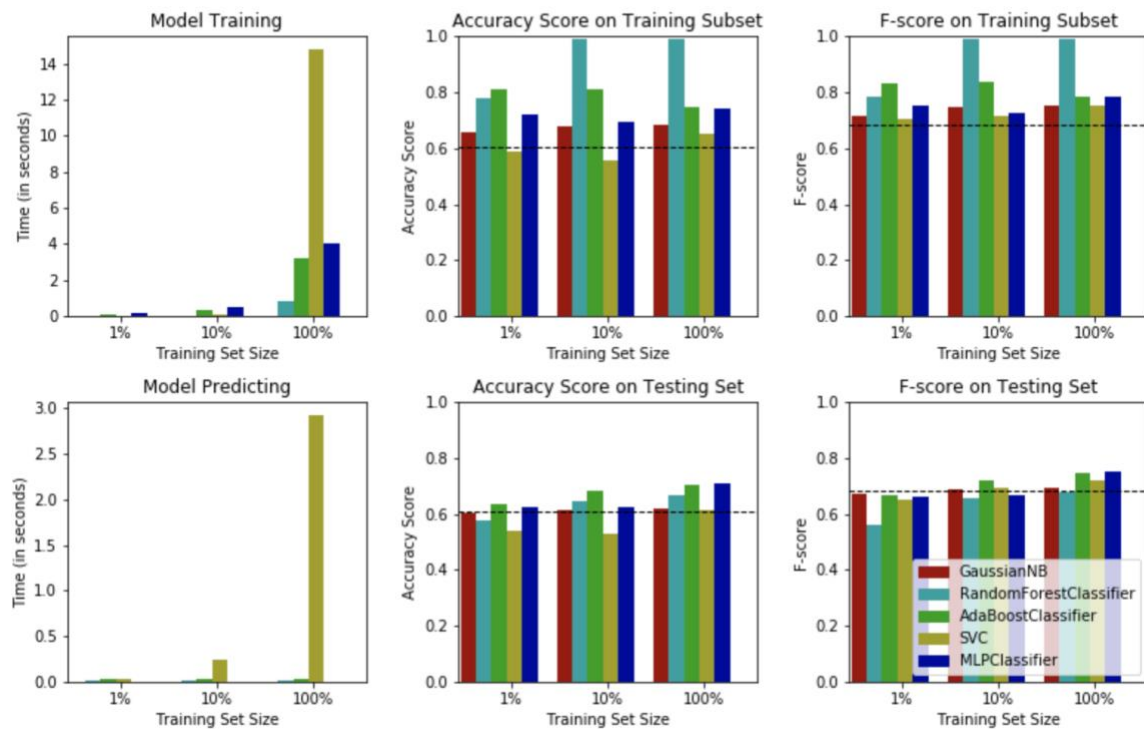 Model Training
Time (in seconds)
14
12
10
8
6
4
2
0
1% 10% 100%
Training Set Size
Accuracy Score on Training Subset
Accuracy Score
1.0
0.8
0.6
0.4
0.2
0.0
1% 10% 100%
Training Set Size
F-score on Training Subset
F-score
1.0
0.8
0.6
0.4
0.2
0.0
1% 10% 100%
Training Set Size
Model Predicting
Time (in seconds)
3.0
2.5
2.0
1.5
1.0
0.5
0.0
1% 10% 100%
Training Set Size
Accuracy Score on Testing Set
Accuracy Score
1.0
0.8
0.6
0.4
0.2
0.0
1% 10% 100%
Training Set Size
F-score on Testing Set
F-score
1.0
0.8
0.6
0.4
0.2
0.0
GaussianNB
RandomForestClassifier
AdaBoostClassifier
SVC
MLPClassifier
1% 10% 100%
Training Set Size